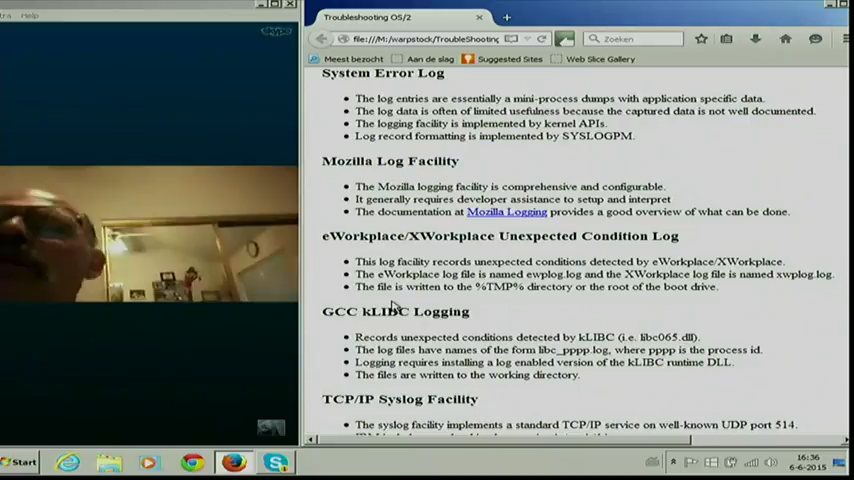 tra Help
skype
Troubleshooting OS/2
file:///M:/warpstock/TroubleShooting
Zoeken
Meest bezocht Aan de slag Suggested Sites Web Slice Gallery
System Error Log
The log entries are essentially a mini-process dumps with application specific data.
The log data is often of limited usefulness because the captured data is not well documented.
The logging facility is implemented by kernel APIs.
Log record formatting is implemented by SYSLOGPM.
Mozilla Log Facility
The Mozilla logging facility is comprehensive and configurable.
It generally requires developer assistance to setup and interpret
The documentation at Mozilla Logging provides a good overview of what can be done.
eWorkplace/XWorkplace Unexpected Condition Log
This log facility records unexpected conditions detected by eWorkplace/XWorkplace.
The eWorkplace log file is named ewplog.log and the XWorkplace log file is named xwplog.log.
The file is written to the %TMP% directory or the root of the boot drive.
GCC kLIBC Logging
Records unexpected conditions detected by kLIBC (i.e. libc065.dll).
The log files have names of the form libc_pppp.log, where pppp is the process id.
Logging requires installing a log enabled version of the kLIBC runtime DLL.
The files are written to the working directory.
TCP/IP Syslog Facility
The syslog facility implements a standard TCP/IP service on well-known UDP port 514.
Start
16:36
6-6-2015